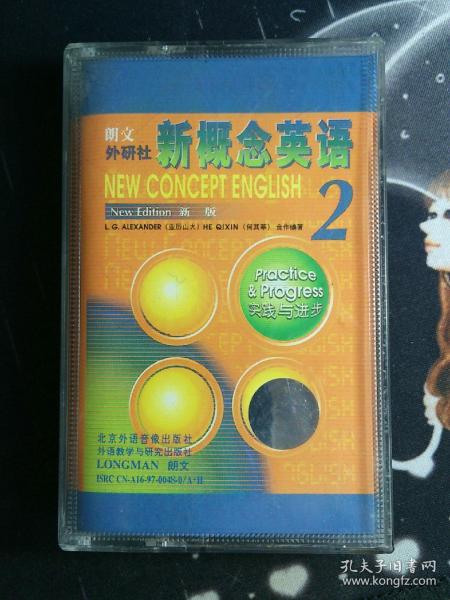 朗文
外研社
新概念英语
NEW CONCEPT ENGLISH
New Edition 新 版
2
L. G. ALEXANDER (亚历山大) HE QIXIN (何其莘) 合作编著
Practice
& Progress
实践与进步
北京外语音像出版社
外语教学与研究出版社
LONGMAN 朗文
ISRC CN-A16-97-0048-0/A·H
孔夫子旧书网
www.kongfz.com